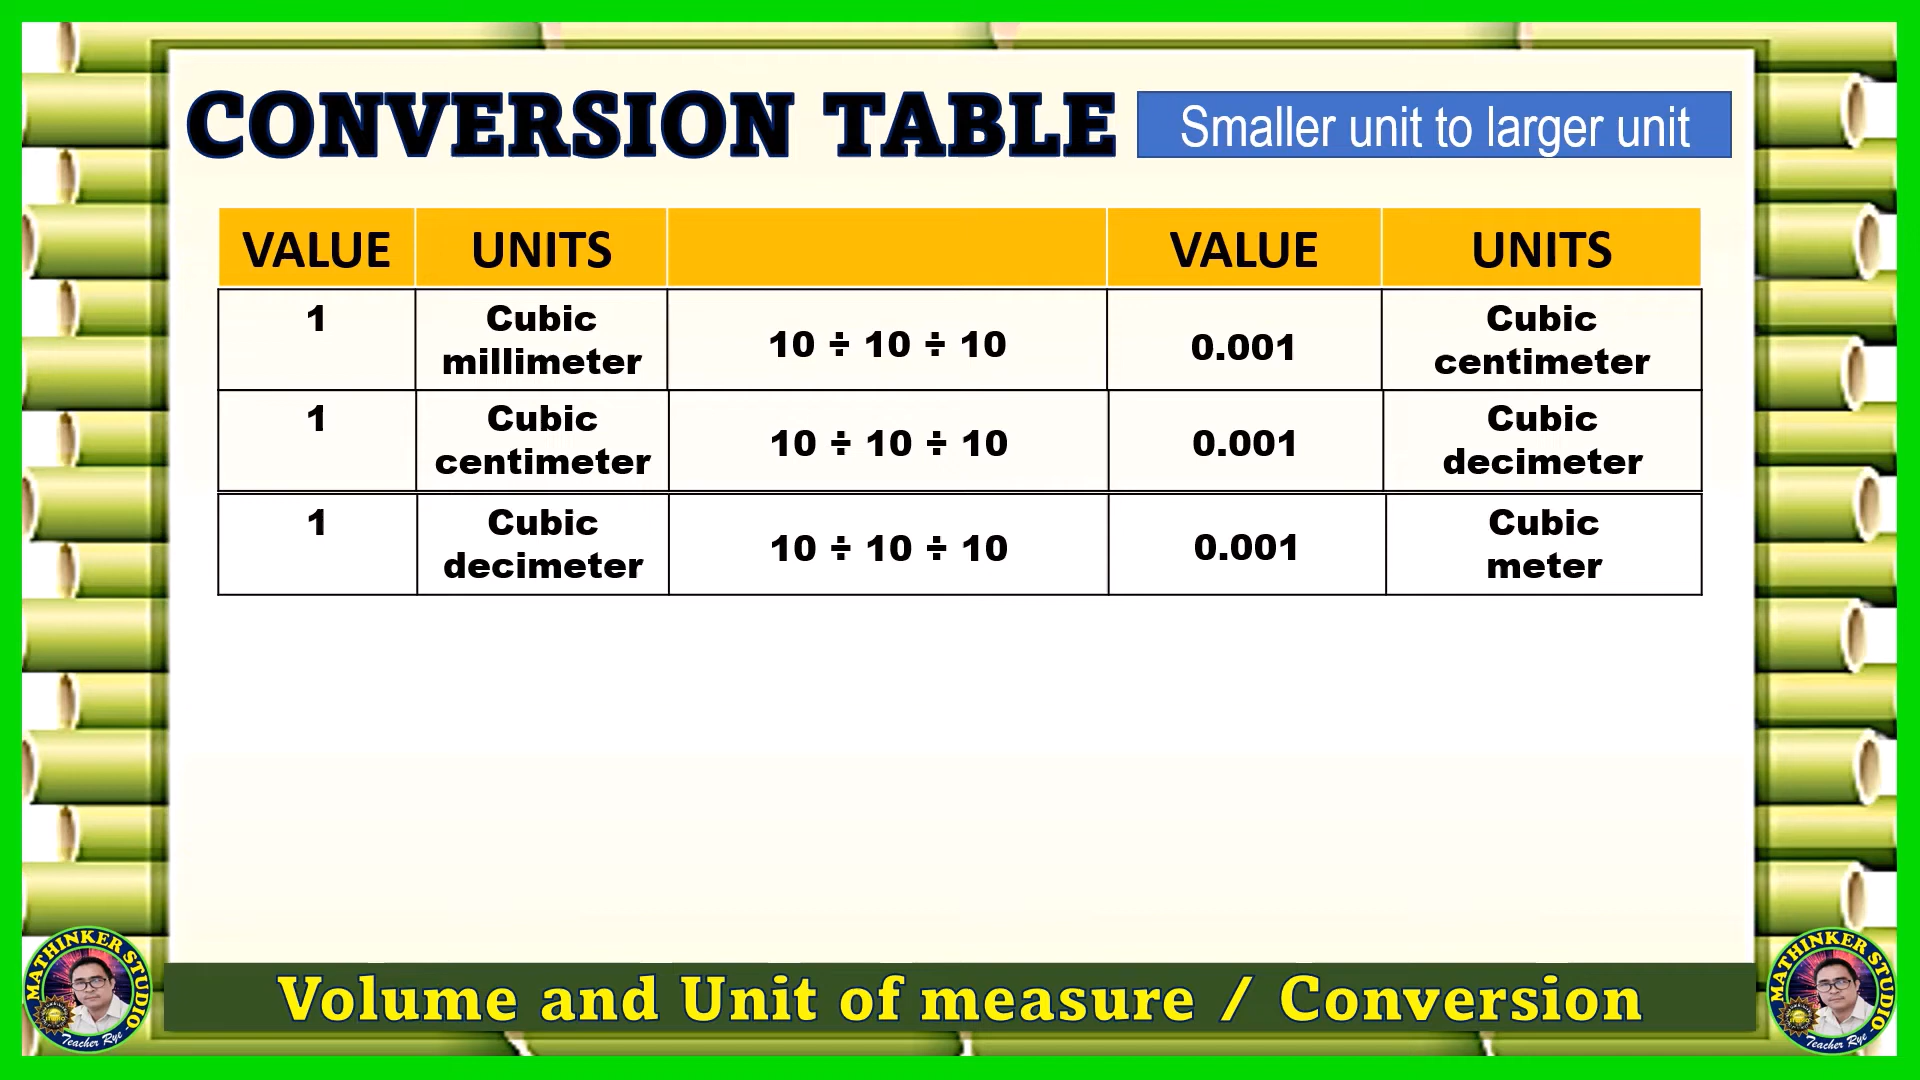 CONVERSION TABLE
Smaller unit to larger unit
VALUE UNITS VALUE UNITS
1 Cubic millimeter 10 ÷ 10 ÷ 10 0.001 Cubic centimeter
1 Cubic centimeter 10 ÷ 10 ÷ 10 0.001 Cubic decimeter
1 Cubic decimeter 10 ÷ 10 ÷ 10 0.001 Cubic meter
Volume and Unit of measure / Conversion
MATHINKER STUDIO
Teacher Rye
MATHINKER STUDIO
Teacher Rye